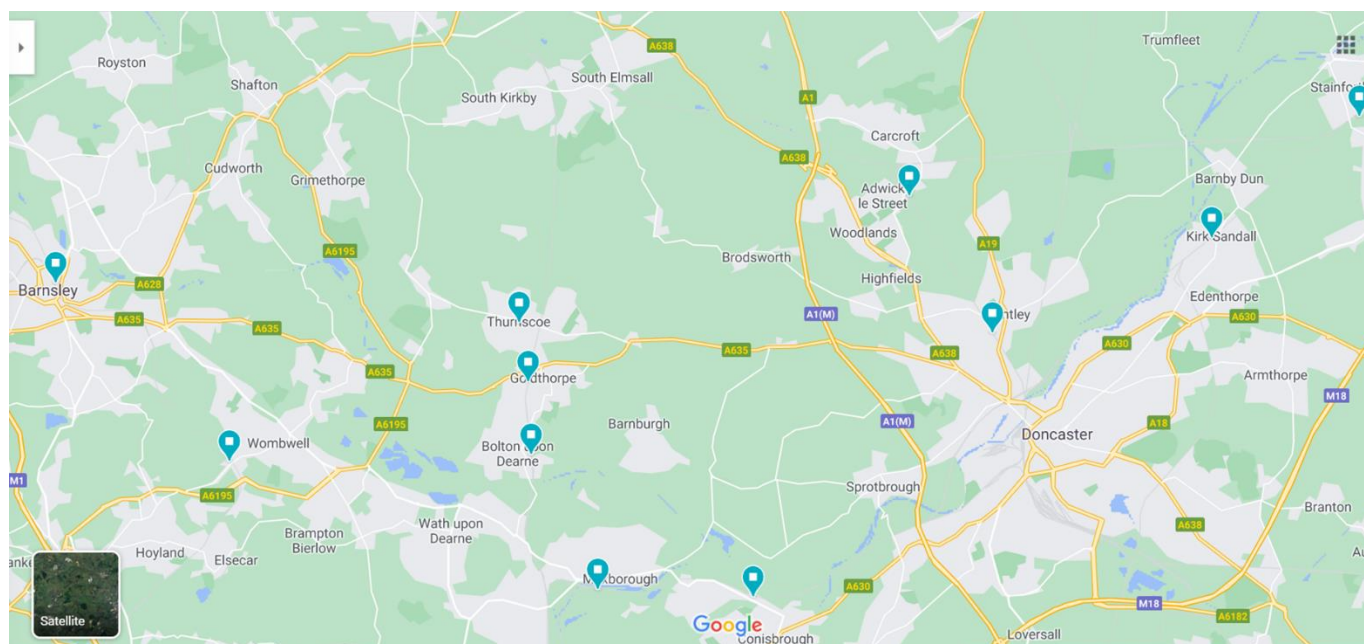 Royston
Shafton
South Elmsall
South Kirkby
A638
A638
Trumfleet
A1
Carcroft
A638
Cudworth
Grimethorpe
Adwick
le Street
Woodlands
Barnby Dun
Kirk Sandall
A6195
A19
Brodsworth
Highfields
Barnsley
A628
Edenthorpe
A635
A635
A635
Thurnscoe
A1(M)
A630
A630
A635
A638
Goldthorpe
Armthorpe
M18
Wombwell
A6195
Bolton upon
Dearne
Barnburgh
A1(M)
Doncaster
A18
M1
A6195
Sprotbrough
Branton
A638
Hoyland
Elsecar
Brampton
Bierlow
Wath upon
Dearne
A630
M18
A6182
Satellite
Google
Conisbrough
Loversall